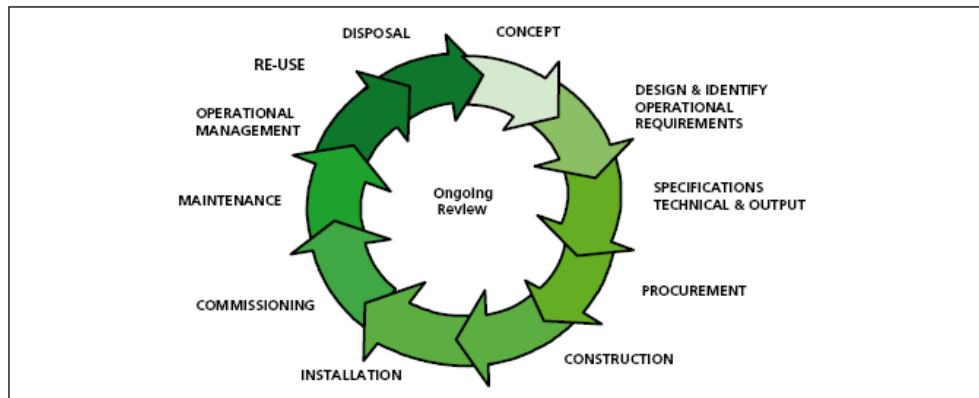 CONCEPT
DESIGN & IDENTIFY
OPERATIONAL
REQUIREMENTS
SPECIFICATIONS
TECHNICAL & OUTPUT
PROCUREMENT
CONSTRUCTION
INSTALLATION
COMMISSIONING
MAINTENANCE
OPERATIONAL
MANAGEMENT
RE-USE
DISPOSAL
Ongoing
Review